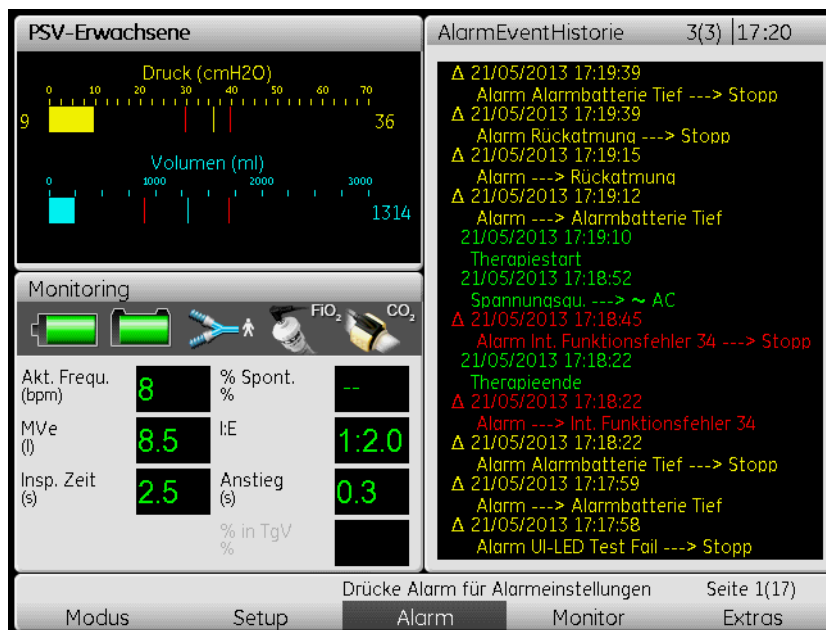 PSV-Erwachsene
Druck (cmH2O)
0 10 20 30 40 50 60 70
9 36
Volumen (ml)
0 1000 2000 3000
1314
Monitoring
FiO2 CO2
Akt. Frequ. (bpm) 8 % Spont. % --
MVe (l) 8.5 I:E 1:2.0
Insp. Zeit (s) 2.5 Anstieg (s) 0.3
% in TgV %
AlarmEventHistorie 3(3) 17:20
Δ 21/05/2013 17:19:39
Alarm Alarmbatterie Tief ---> Stopp
Δ 21/05/2013 17:19:39
Alarm Rückatmung ---> Stopp
Δ 21/05/2013 17:19:15
Alarm ---> Rückatmung
Δ 21/05/2013 17:19:12
Alarm ---> Alarmbatterie Tief
21/05/2013 17:19:10
Therapiestart
21/05/2013 17:18:52
Spannungsqu. ---> ~ AC
Δ 21/05/2013 17:18:45
Alarm Int. Funktionsfehler 34 ---> Stopp
21/05/2013 17:18:22
Therapieende
Δ 21/05/2013 17:18:22
Alarm ---> Int. Funktionsfehler 34
Δ 21/05/2013 17:18:22
Alarm Alarmbatterie Tief ---> Stopp
Δ 21/05/2013 17:17:59
Alarm ---> Alarmbatterie Tief
Δ 21/05/2013 17:17:58
Alarm UI-LED Test Fail ---> Stopp
Drücke Alarm für Alarmeinstellungen Seite 1(17)
Modus Setup Alarm Monitor Extras